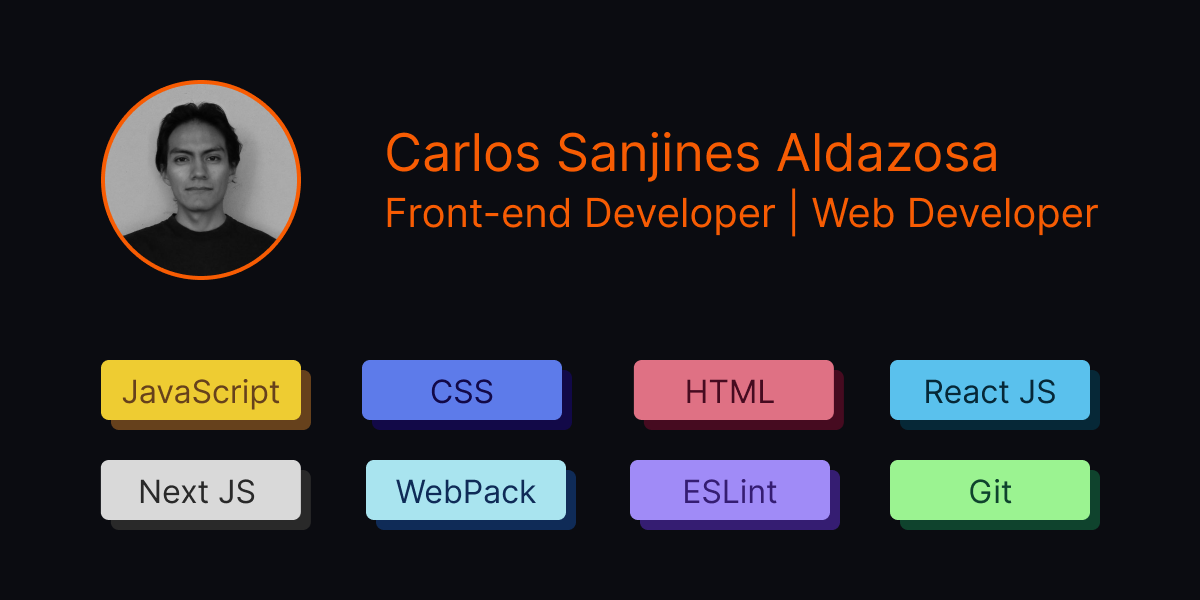 Carlos Sanjines Aldazosa
Front-end Developer | Web Developer
JavaScript CSS HTML React JS
Next JS WebPack ESLint Git